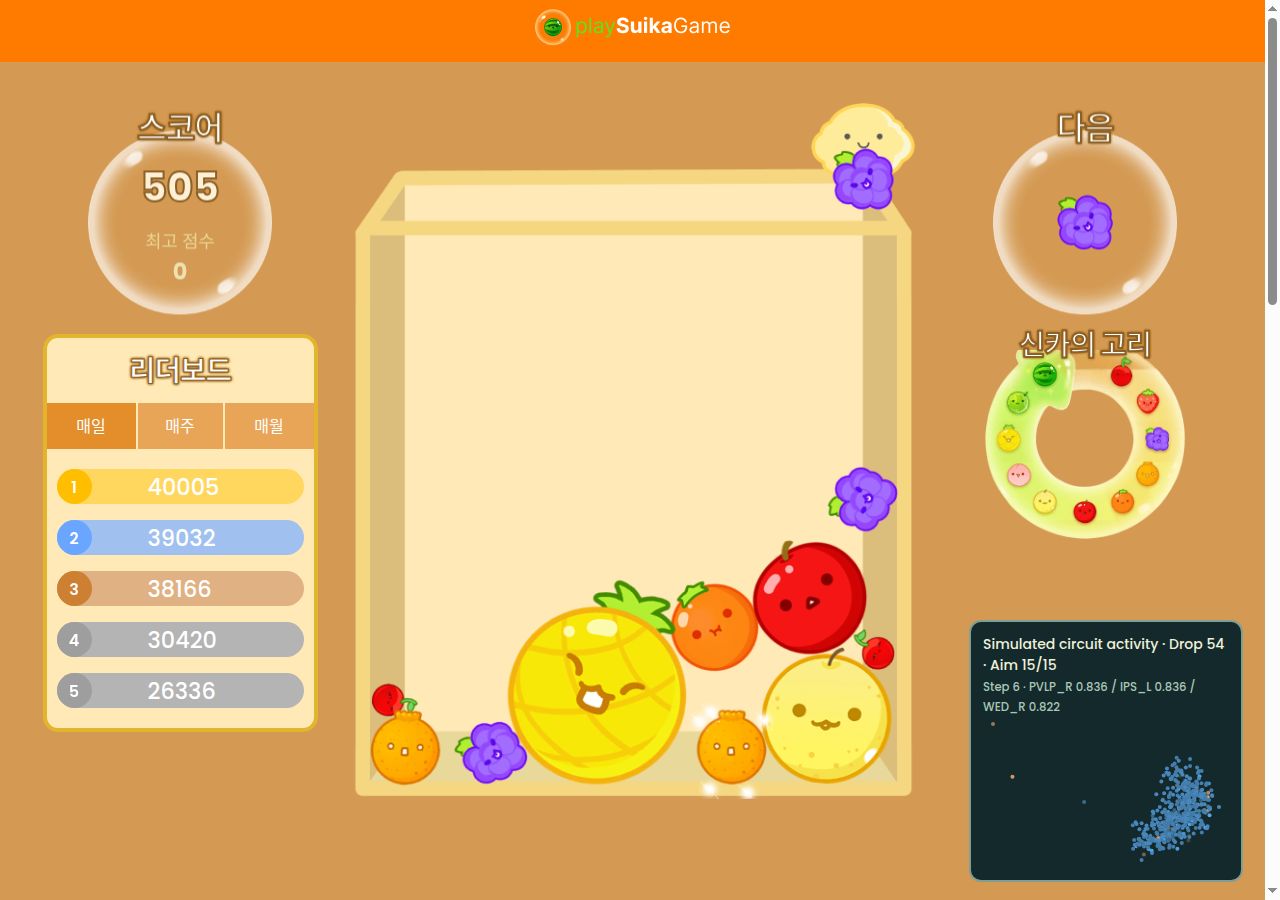 playSuikaGame
스코어
505
최고 점수
0
다음
신카의 고리
리더보드
매일 매주 매월
1 40005
2 39032
3 38166
4 30420
5 26336
Simulated circuit activity · Drop 54
· Aim 15/15
Step 6 · PVLP_R 0.836 / IPS_L 0.836 /
WED_R 0.822